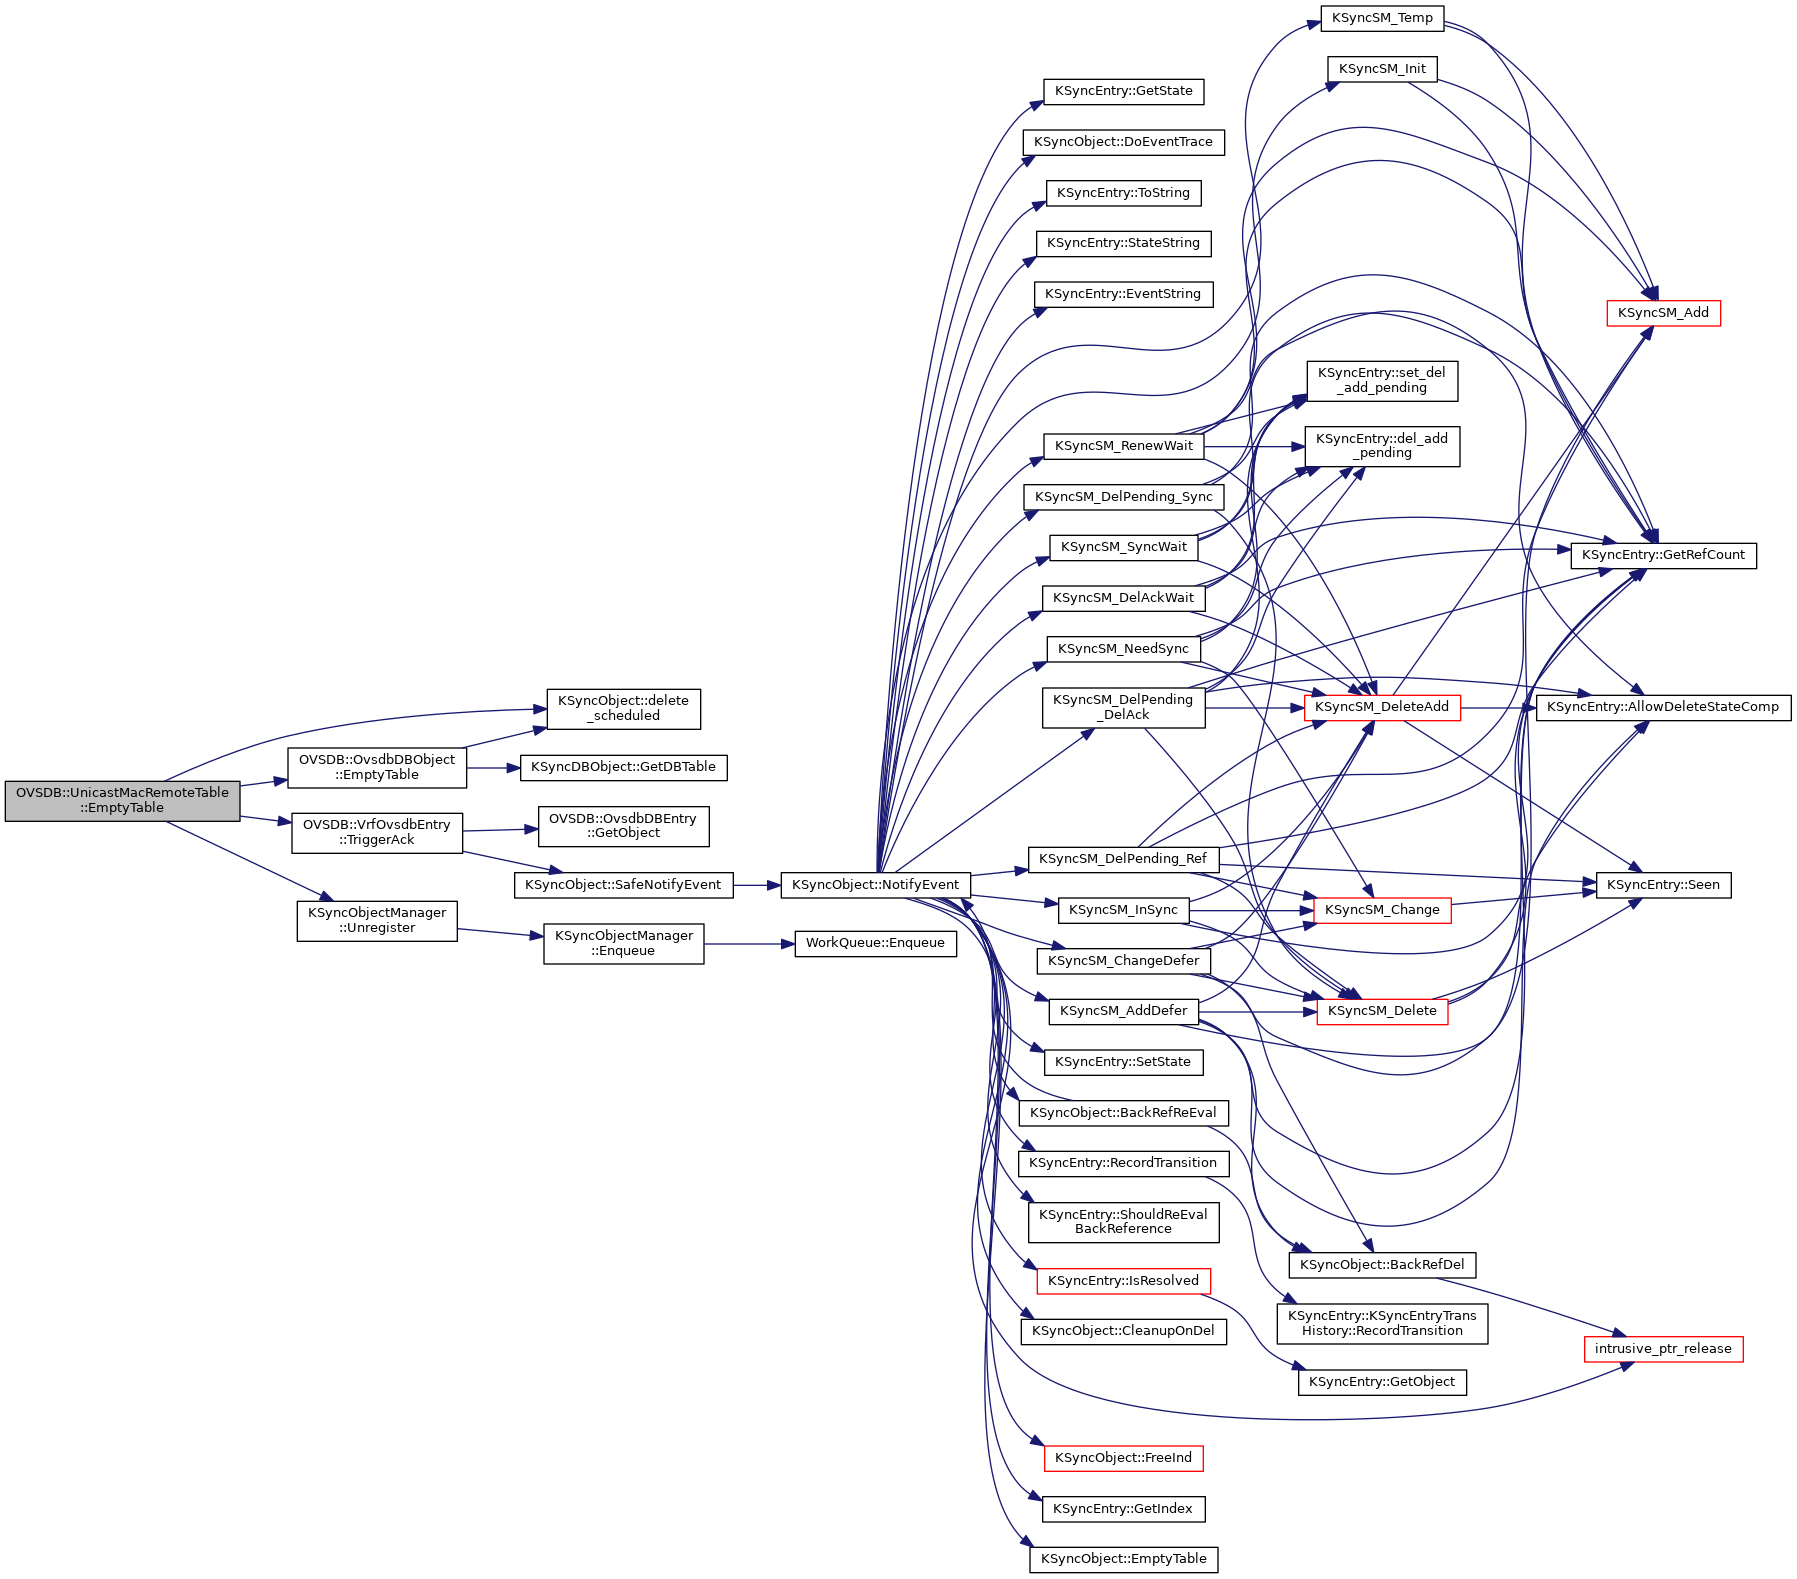 OVSDB::UnicastMacRemoteTable
::EmptyTable
KSyncObject::delete
_scheduled
OVSDB::OvsdbDBObject
::EmptyTable
KSyncDBObject::GetDBTable
OVSDB::VrfOvsdbEntry
::TriggerAck
OVSDB::OvsdbDBEntry
::GetObject
KSyncObject::SafeNotifyEvent
KSyncObjectManager
::Unregister
KSyncObjectManager
::Enqueue
KSyncObject::NotifyEvent
WorkQueue::Enqueue
KSyncEntry::GetState
KSyncObject::DoEventTrace
KSyncEntry::ToString
KSyncEntry::StateString
KSyncEntry::EventString
KSyncSM_RenewWait
KSyncSM_DelPending_Sync
KSyncSM_SyncWait
KSyncSM_DelAckWait
KSyncSM_NeedSync
KSyncSM_DelPending
_DelAck
KSyncSM_DelPending_Ref
KSyncSM_InSync
KSyncSM_ChangeDefer
KSyncSM_AddDefer
KSyncEntry::SetState
KSyncObject::BackRefReEval
KSyncEntry::RecordTransition
KSyncEntry::ShouldReEval
BackReference
KSyncEntry::IsResolved
KSyncObject::CleanupOnDel
KSyncObject::FreeInd
KSyncEntry::GetIndex
KSyncObject::EmptyTable
KSyncSM_Temp
KSyncSM_Init
KSyncEntry::set_del
_add_pending
KSyncEntry::del_add
_pending
KSyncSM_DeleteAdd
KSyncSM_Change
KSyncSM_Delete
KSyncObject::BackRefDel
KSyncEntry::KSyncEntryTrans
History::RecordTransition
KSyncEntry::GetObject
KSyncSM_Add
KSyncEntry::GetRefCount
KSyncEntry::AllowDeleteStateComp
KSyncEntry::Seen
intrusive_ptr_release